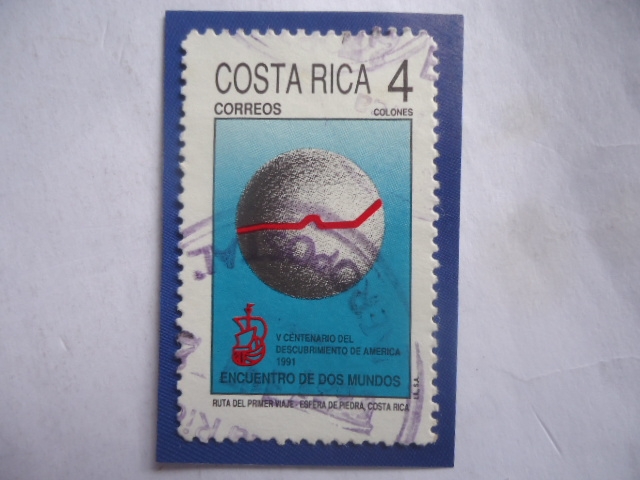 COSTA RICA 4
CORREOS COLONES
V CENTENARIO DEL
DESCUBRIMIENTO DE AMERICA
1991
ENCUENTRO DE DOS MUNDOS
RUTA DEL PRIMER VIAJE, ESFERA DE PIEDRA, COSTA RICA